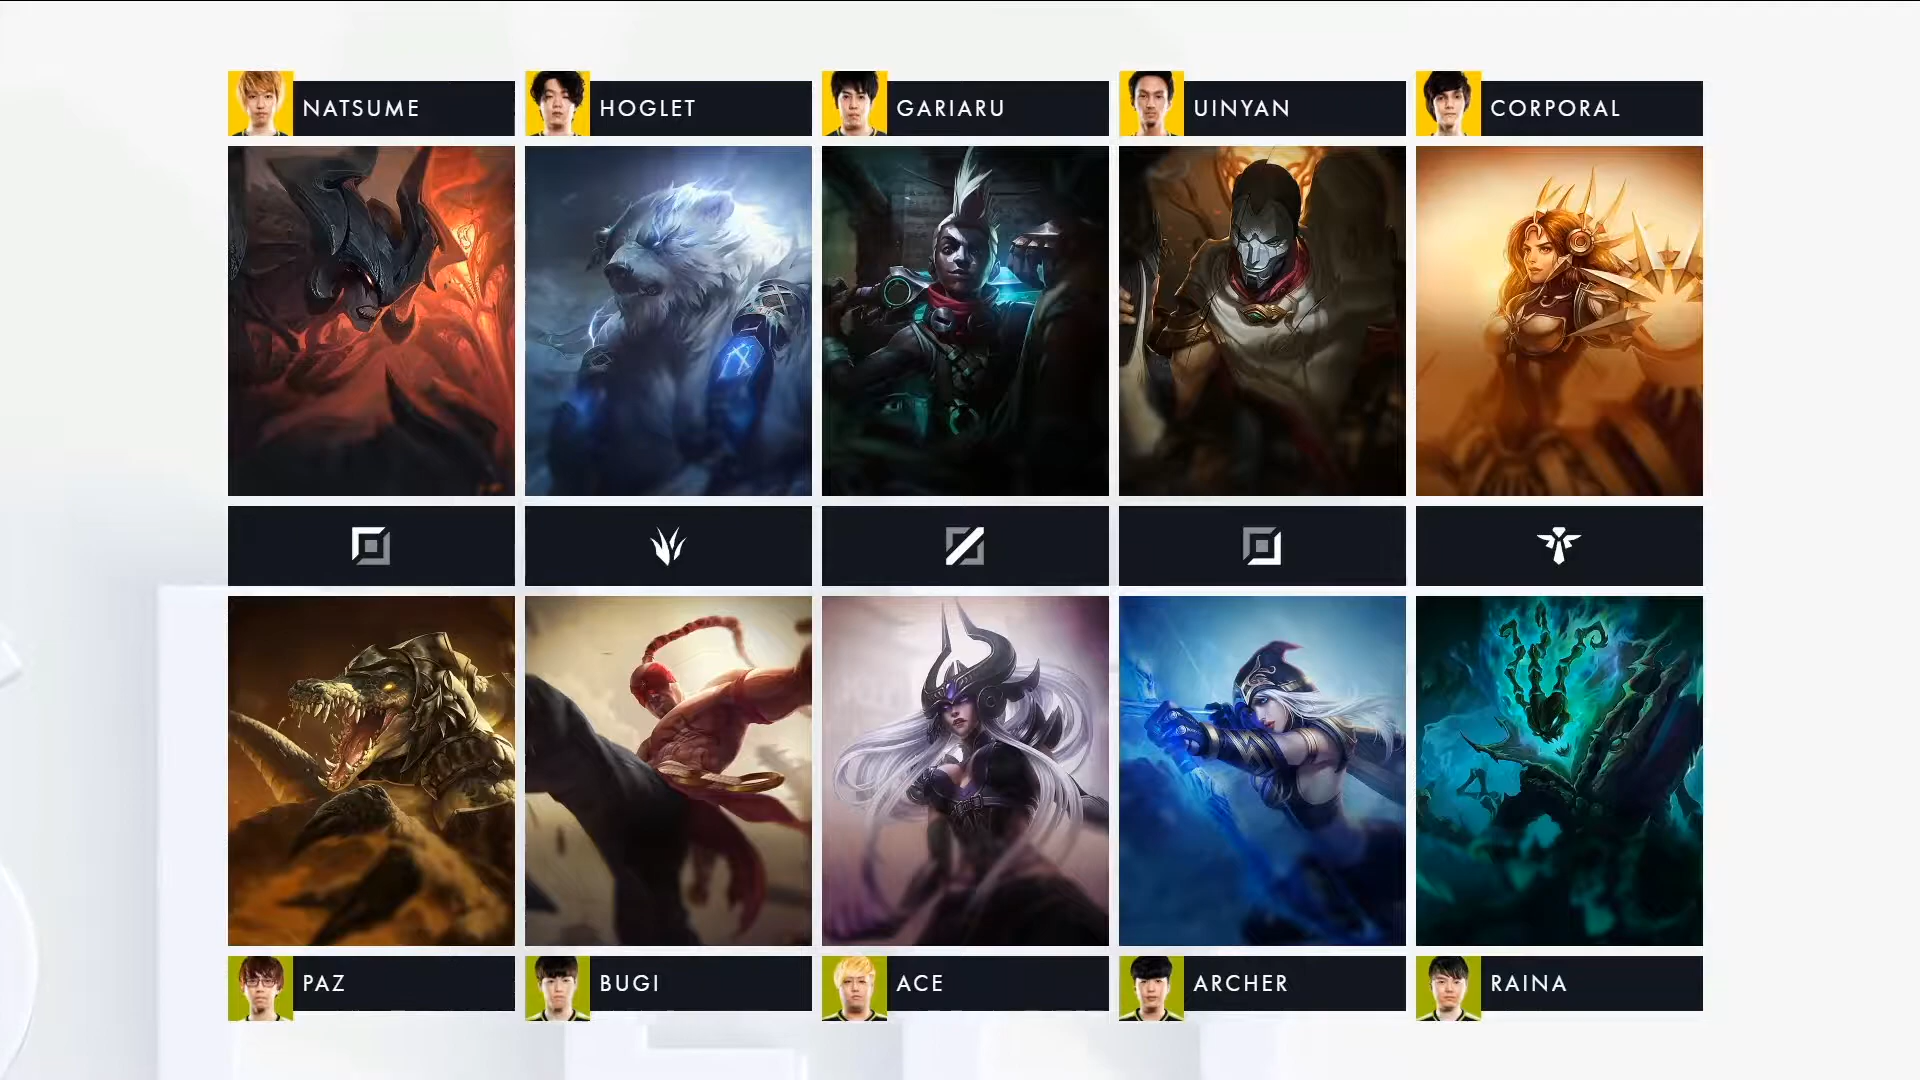 NATSUME
HOGLET
GARIARU
UINYAN
CORPORAL
PAZ
BUGI
ACE
ARCHER
RAINA